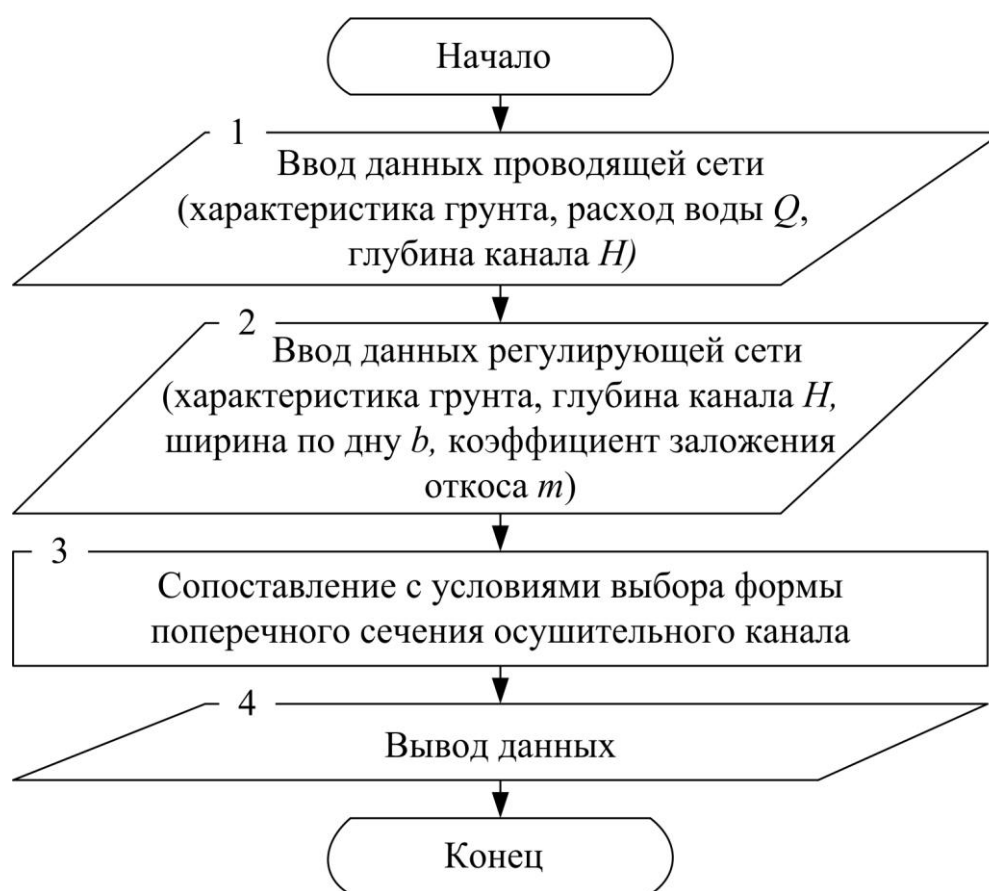 Начало
1
Ввод данных проводящей сети
(характеристика грунта, расход воды Q,
глубина канала H)
2
Ввод данных регулирующей сети
(характеристика грунта, глубина канала H,
ширина по дну b, коэффициент заложения
откоса m)
3
Сопоставление с условиями выбора формы
поперечного сечения осушительного канала
4
Вывод данных
Конец